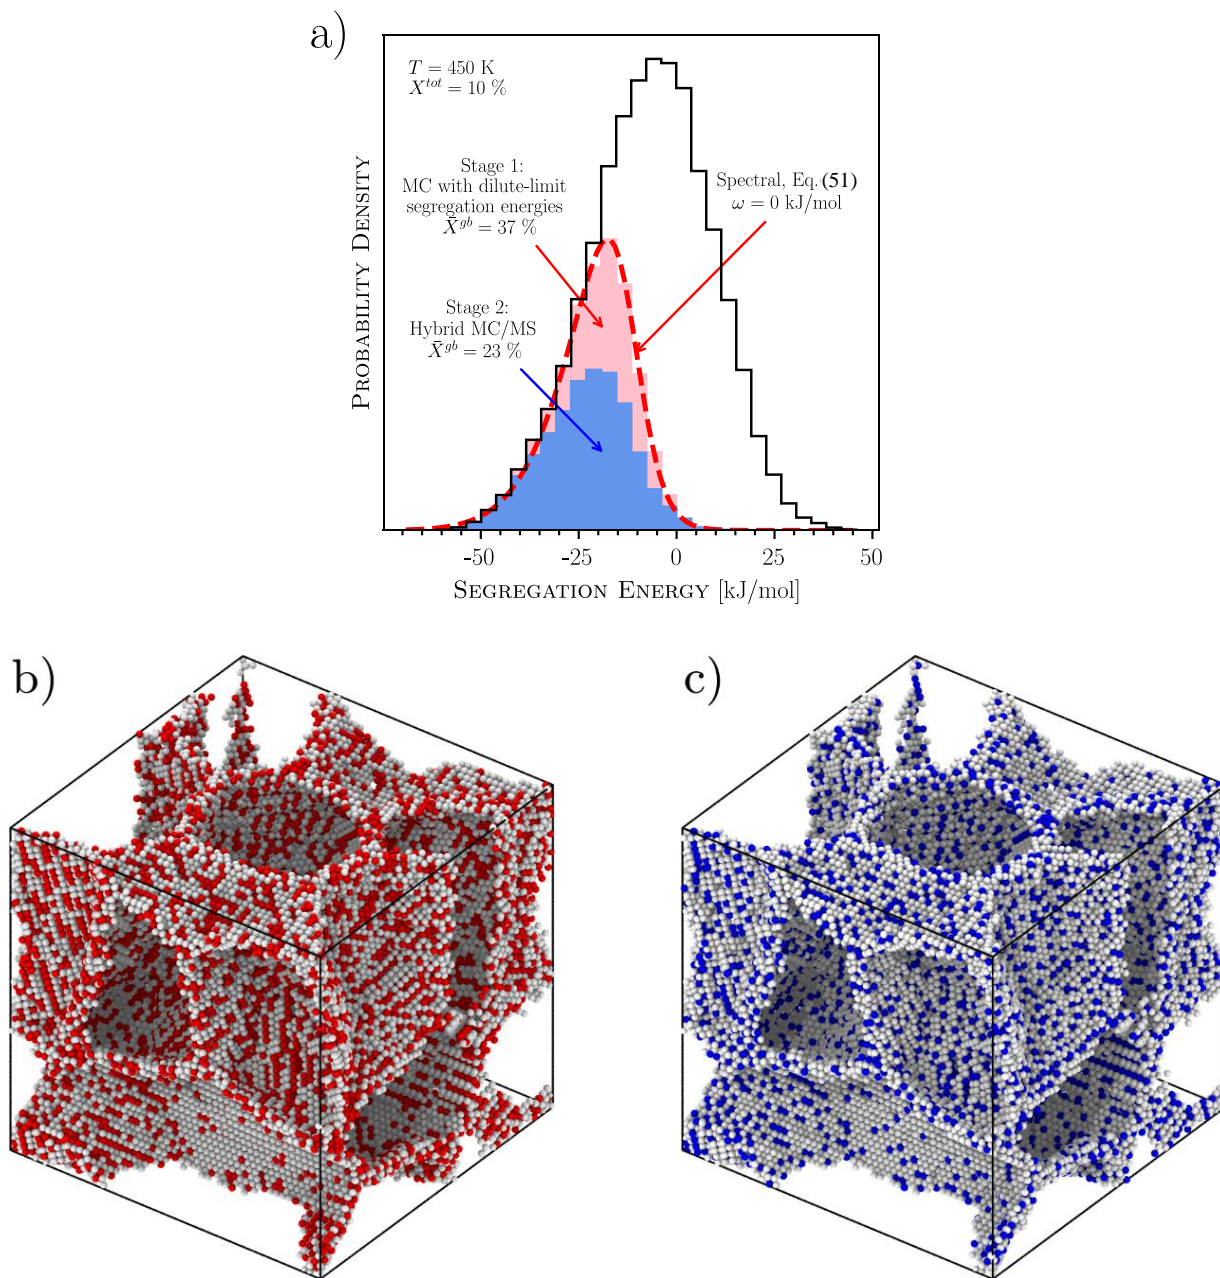 a)
T = 450 K
X^{tot} = 10 %
Stage 1:
MC with dilute-limit
segregation energies
X̄^{gb} = 37 %
Spectral, Eq. (51)
ω = 0 kJ/mol
Stage 2:
Hybrid MC/MS
X̄^{gb} = 23 %
PROBABILITY DENSITY
-50 -25 0 25 50
SEGREGATION ENERGY [kJ/mol]
b)
c)